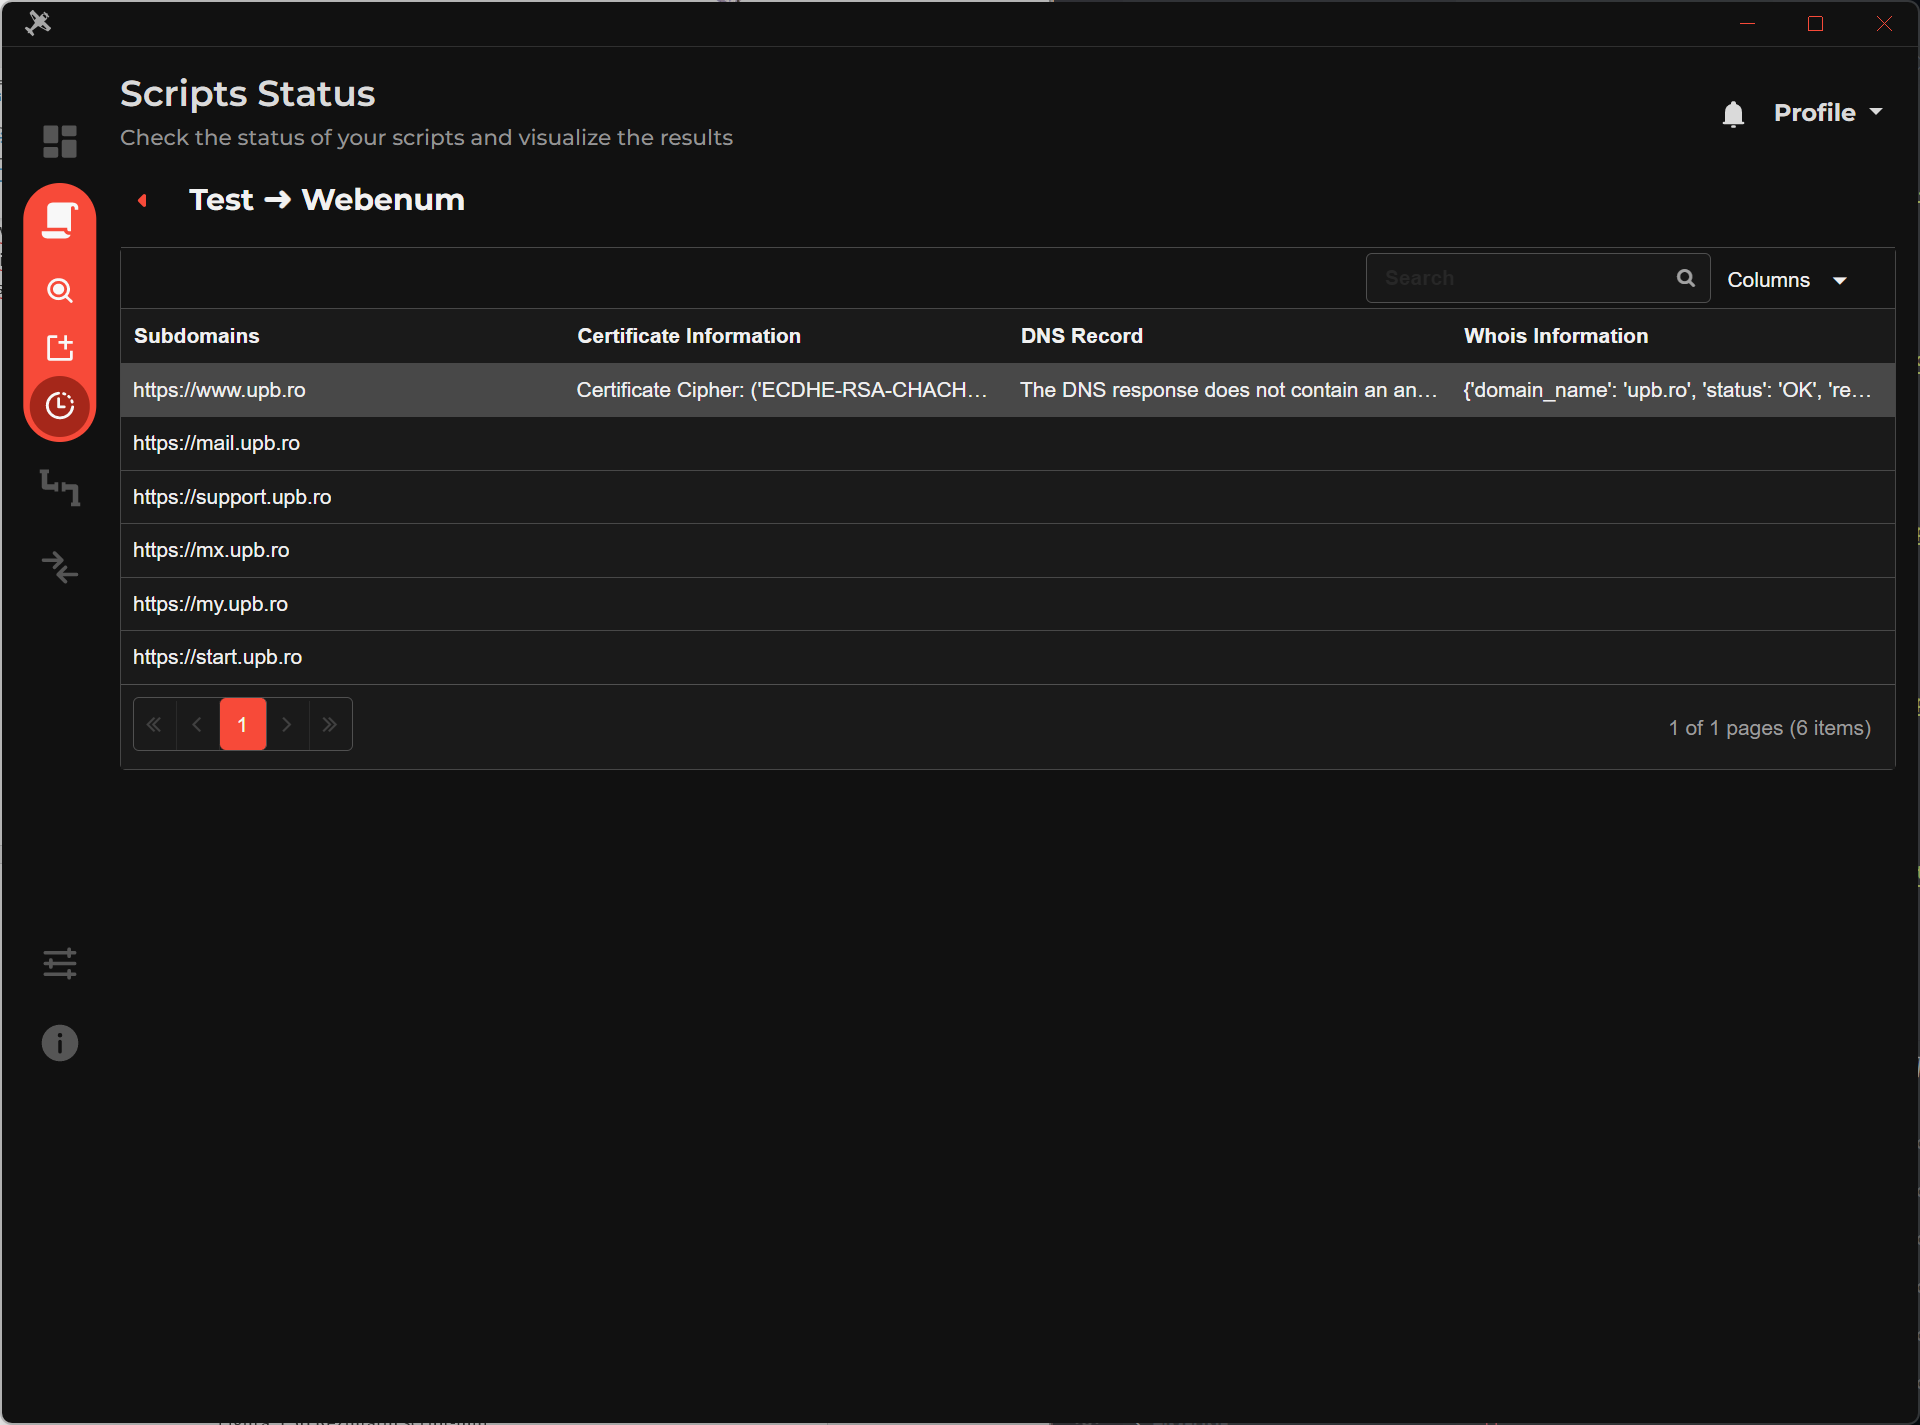 Scripts Status
Check the status of your scripts and visualize the results
Profile
Test ➜ Webenum
Search
Columns
Subdomains Certificate Information DNS Record Whois Information
https://www.upb.ro Certificate Cipher: ('ECDHE-RSA-CHACH... The DNS response does not contain an an... {'domain_name': 'upb.ro', 'status': 'OK', 're...
https://mail.upb.ro
https://support.upb.ro
https://mx.upb.ro
https://my.upb.ro
https://start.upb.ro
« ‹ 1 › »
1 of 1 pages (6 items)